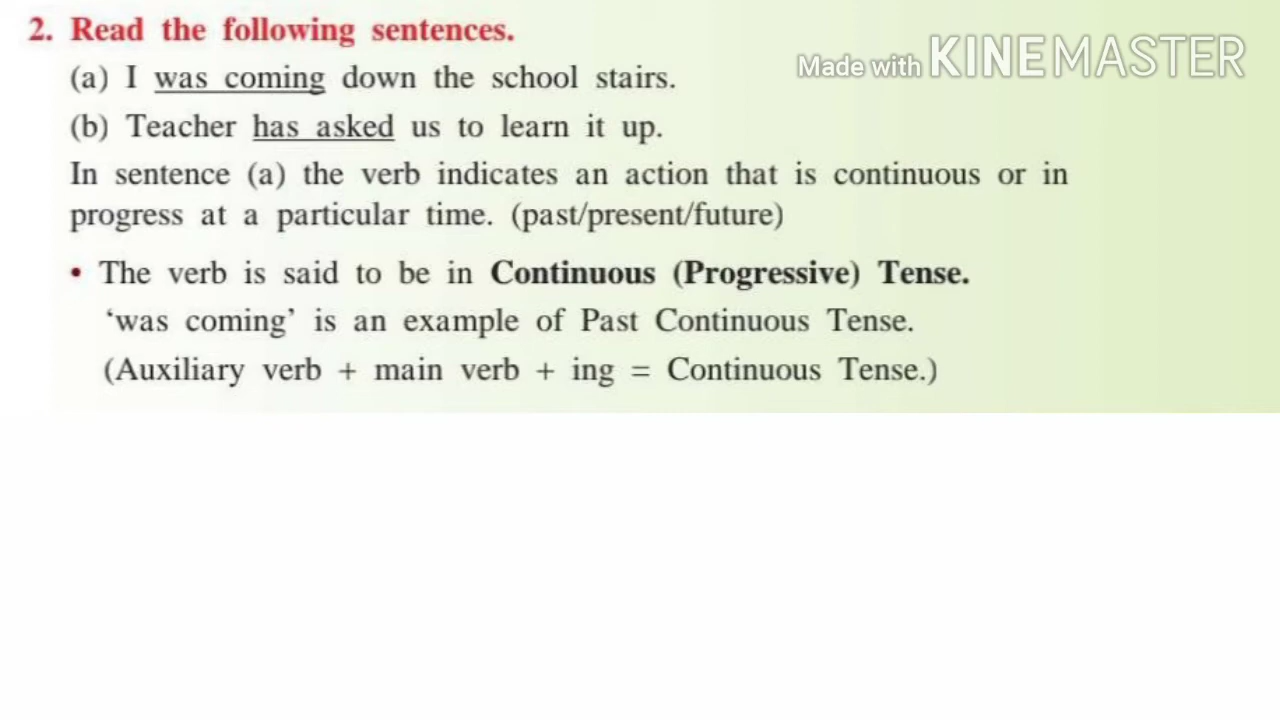 2. Read the following sentences.
Made with KINEMASTER
(a) I was coming down the school stairs.
(b) Teacher has asked us to learn it up.
In sentence (a) the verb indicates an action that is continuous or in
progress at a particular time. (past/present/future)
• The verb is said to be in Continuous (Progressive) Tense.
‘was coming’ is an example of Past Continuous Tense.
(Auxiliary verb + main verb + ing = Continuous Tense.)